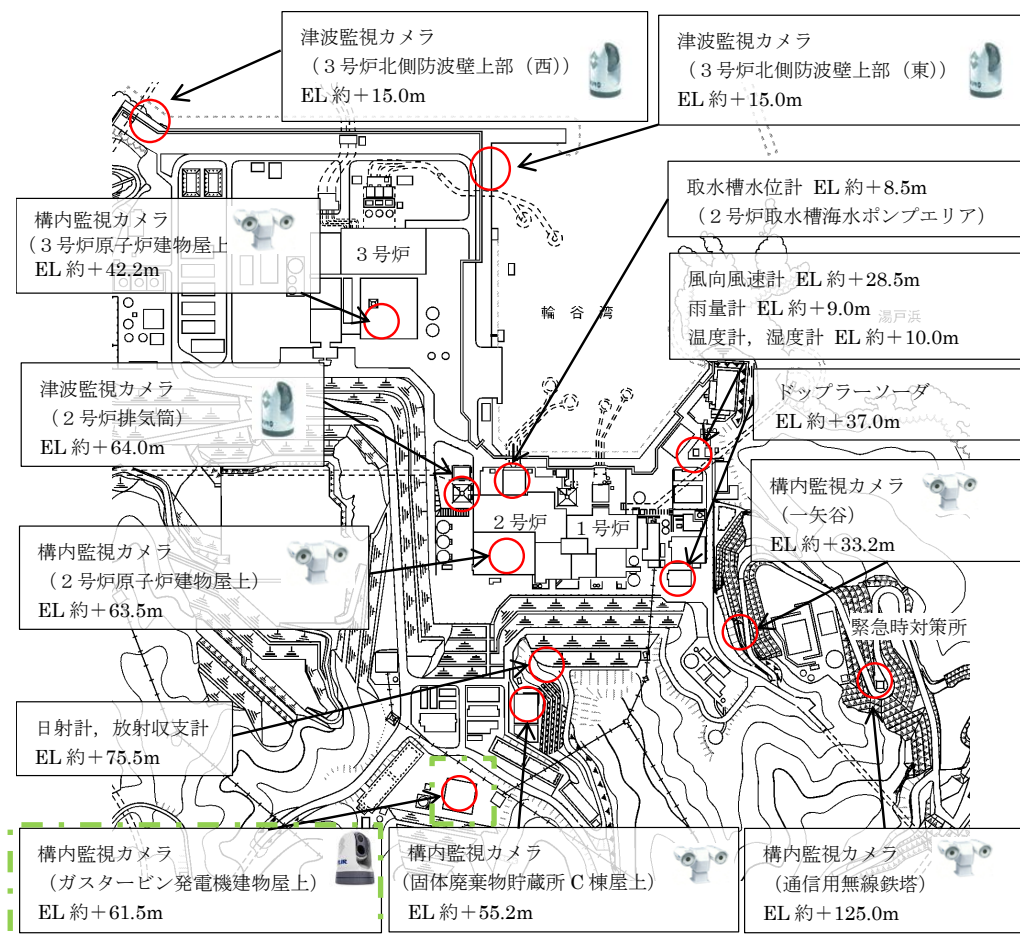 津波監視カメラ
（３号炉北側防波壁上部（西））
EL 約＋15.0m
津波監視カメラ
（３号炉北側防波壁上部（東））
EL 約＋15.0m
取水槽水位計 EL 約＋8.5m
（２号炉取水槽海水ポンプエリア）
構内監視カメラ
（３号炉原子炉建物屋上
EL 約＋42.2m
３号炉
風向風速計 EL 約＋28.5m
雨量計 EL 約＋9.0m
温度計，湿度計 EL 約＋10.0m
輪谷湾
湯戸浜
津波監視カメラ
（２号炉排気筒）
EL 約＋64.0m
ドップラーソーダ
EL 約＋37.0m
構内監視カメラ
（一矢谷）
EL 約＋33.2m
２号炉
１号炉
構内監視カメラ
（２号炉原子炉建物屋上）
EL 約＋63.5m
緊急時対策所
日射計，放射収支計
EL 約＋75.5m
構内監視カメラ
（ガスタービン発電機建物屋上）
EL 約＋61.5m
構内監視カメラ
（固体廃棄物貯蔵所 C 棟屋上）
EL 約＋55.2m
構内監視カメラ
（通信用無線鉄塔）
EL 約＋125.0m